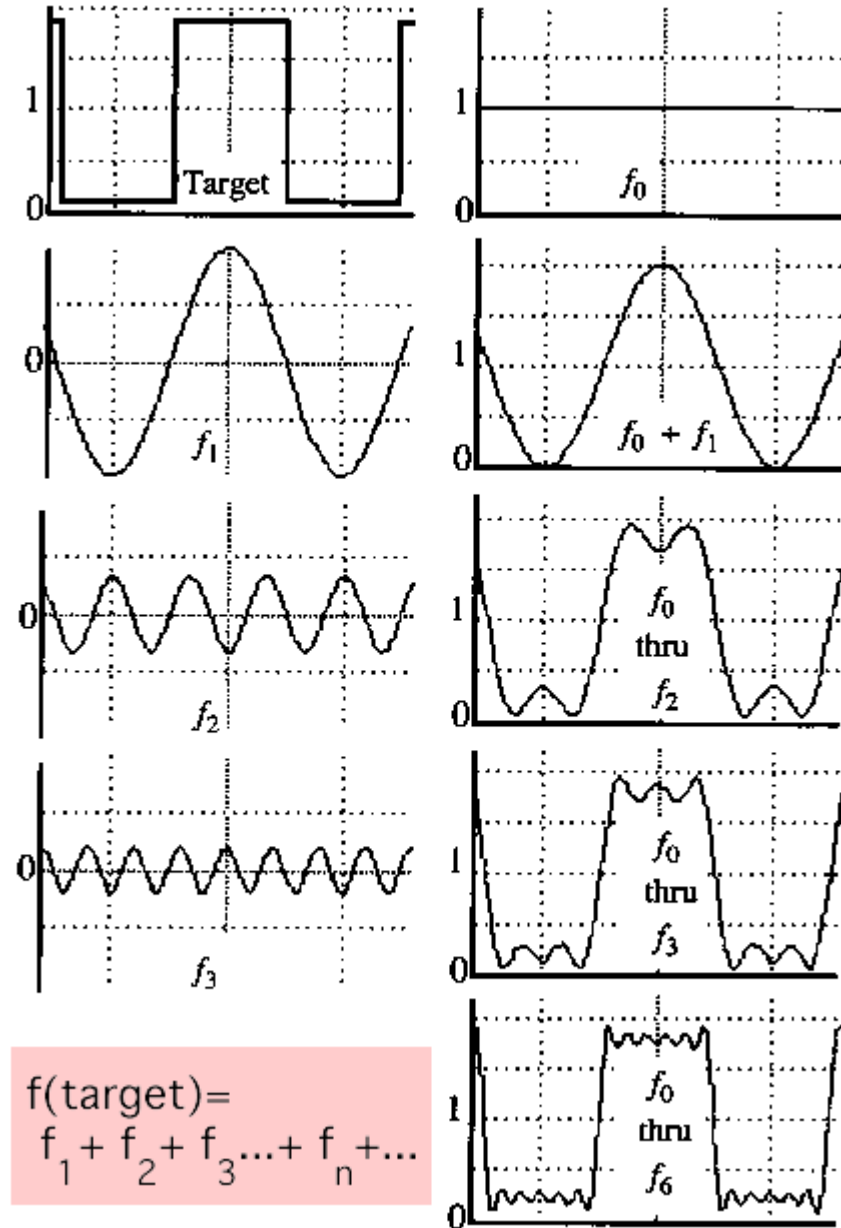 1
0
Target
1
0
f₀
0
f₁
1
0
f₀ + f₁
0
f₂
1
0
f₀
thru
f₂
0
f₃
1
0
f₀
thru
f₃
f(target)=
f₁+ f₂+ f₃...+ fₙ+...
1
0
f₀
thru
f₆